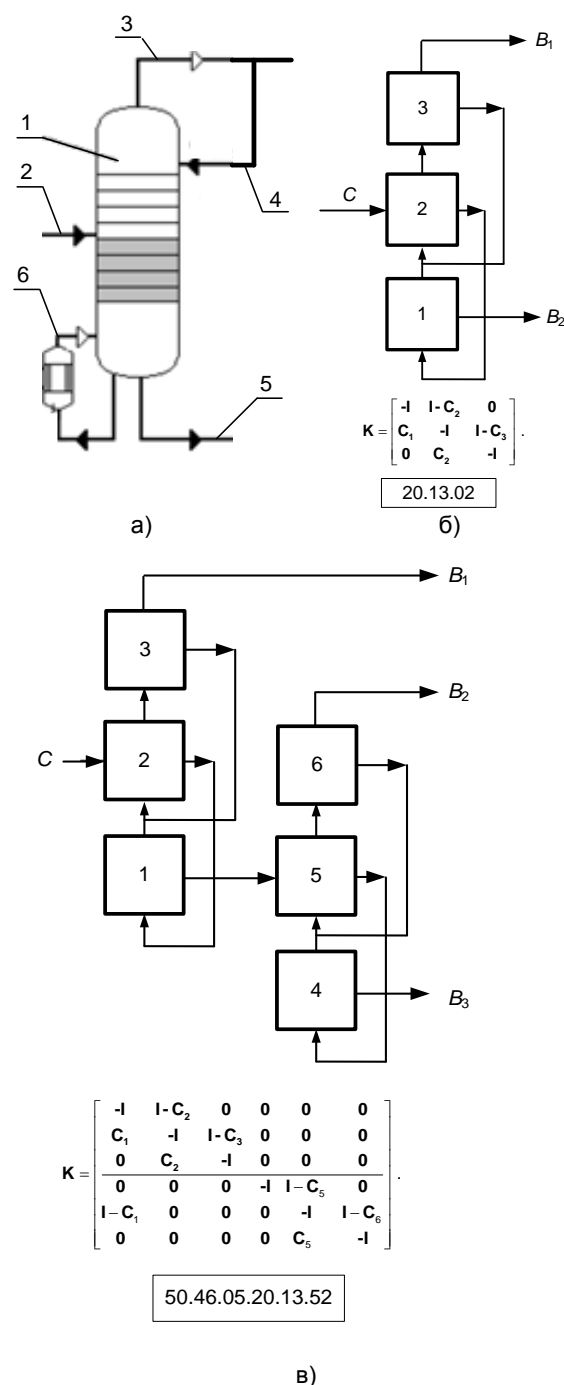 3
1
2
4
6
5
а)
B₁
3
C
2
1
B₂
K = [ -I I-C₂ 0
C₁ -I I-C₃
0 C₂ -I ] .
20.13.02
б)
B₁
3
B₂
C
2
6
1
5
4
B₃
K = [ -I I-C₂ 0 0 0 0
C₁ -I I-C₃ 0 0 0
0 C₂ -I 0 0 0
0 0 0 -I I-C₅ 0
I-C₁ 0 0 0 -I I-C₆
0 0 0 0 C₅ -I ] .
50.46.05.20.13.52
в)